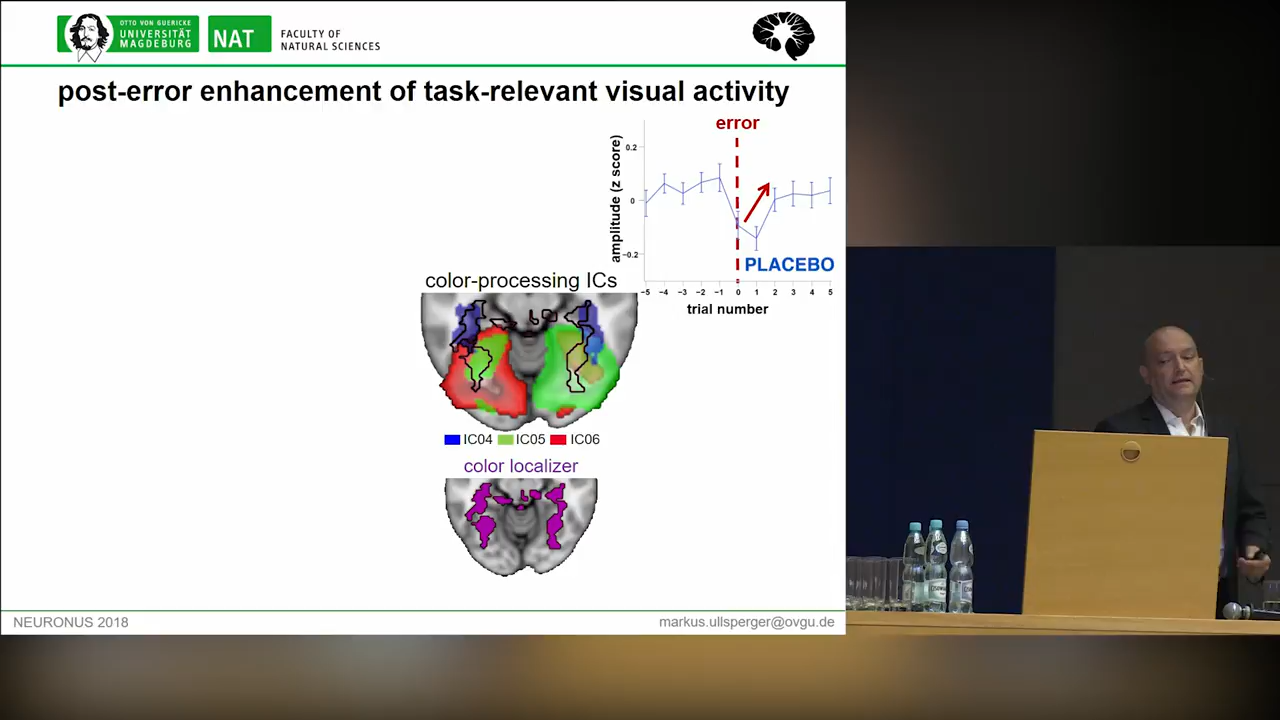 OTTO VON GUERICKE
UNIVERSITÄT
MAGDEBURG
NAT
FACULTY OF
NATURAL SCIENCES
post-error enhancement of task-relevant visual activity
error
amplitude (z score)
0.2
0
−0.2
PLACEBO
−5 −4 −3 −2 −1 0 1 2 3 4 5
trial number
color-processing ICs
IC04 IC05 IC06
color localizer
NEURONUS 2018
markus.ullsperger@ovgu.de